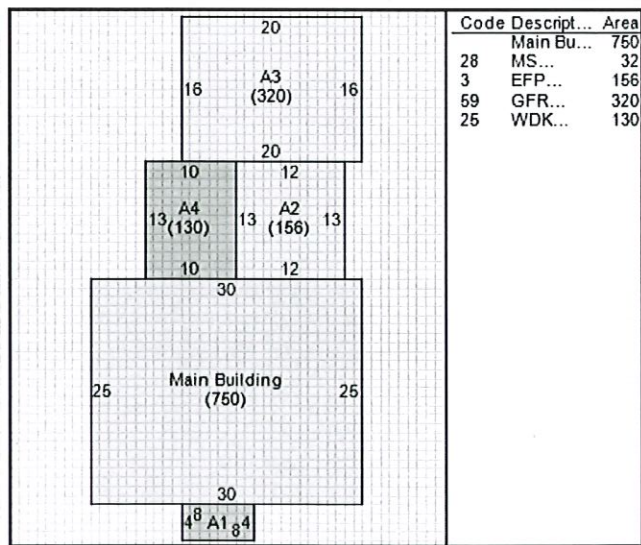 20
A3
16 (320) 16
20
10 12
13 A4 13 A2 13
(130) (156)
10 12
30
25 Main Building 25
(750)
30
4 8 A1 8 4
Code Descript... Area
Main Bu... 750
28 MS... 32
3 EFP... 156
59 GFR... 320
25 WDK... 130